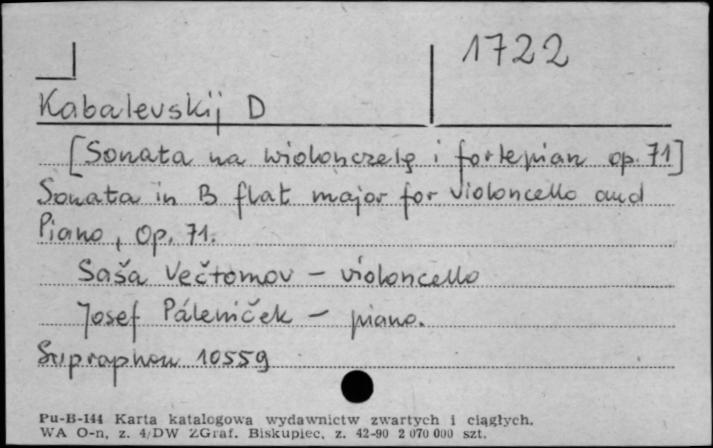 1722
Kabalevskij D
[Sonata na wiolonczelę i fortepian op. 71]
Sonata in B flat major for violoncello and
Piano, Op. 71.
Saša Večtomov – violoncello
Josef Páleníček – piano.
Supraphon 10559
Pu-B-144 Karta katalogowa wydawnictw zwartych i ciągłych.
WA O-n, z. 4/DW ZGraf. Biskupiec, z. 42-90 2 070 000 szt.